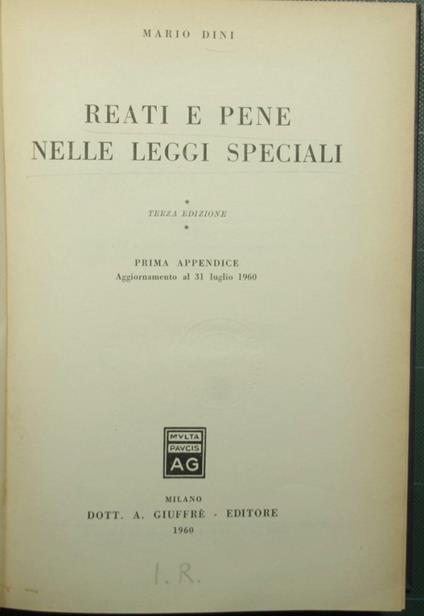 MARIO DINI
REATI E PENE
NELLE LEGGI SPECIALI
*
TERZA EDIZIONE
*
PRIMA APPENDICE
Aggiornamento al 31 luglio 1960
MVLTA
PAVCIS
AG
MILANO
DOTT. A. GIUFFRÈ - EDITORE
1960
I.R.